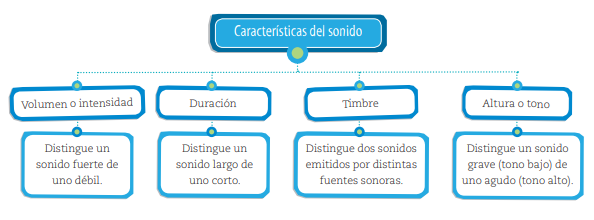 Características del sonido
Volumen o intensidad
Distingue un
sonido fuerte de
uno débil.
Duración
Distingue un
sonido largo de
uno corto.
Timbre
Distingue dos sonidos
emitidos por distintas
fuentes sonoras.
Altura o tono
Distingue un sonido
grave (tono bajo) de
uno agudo (tono alto).